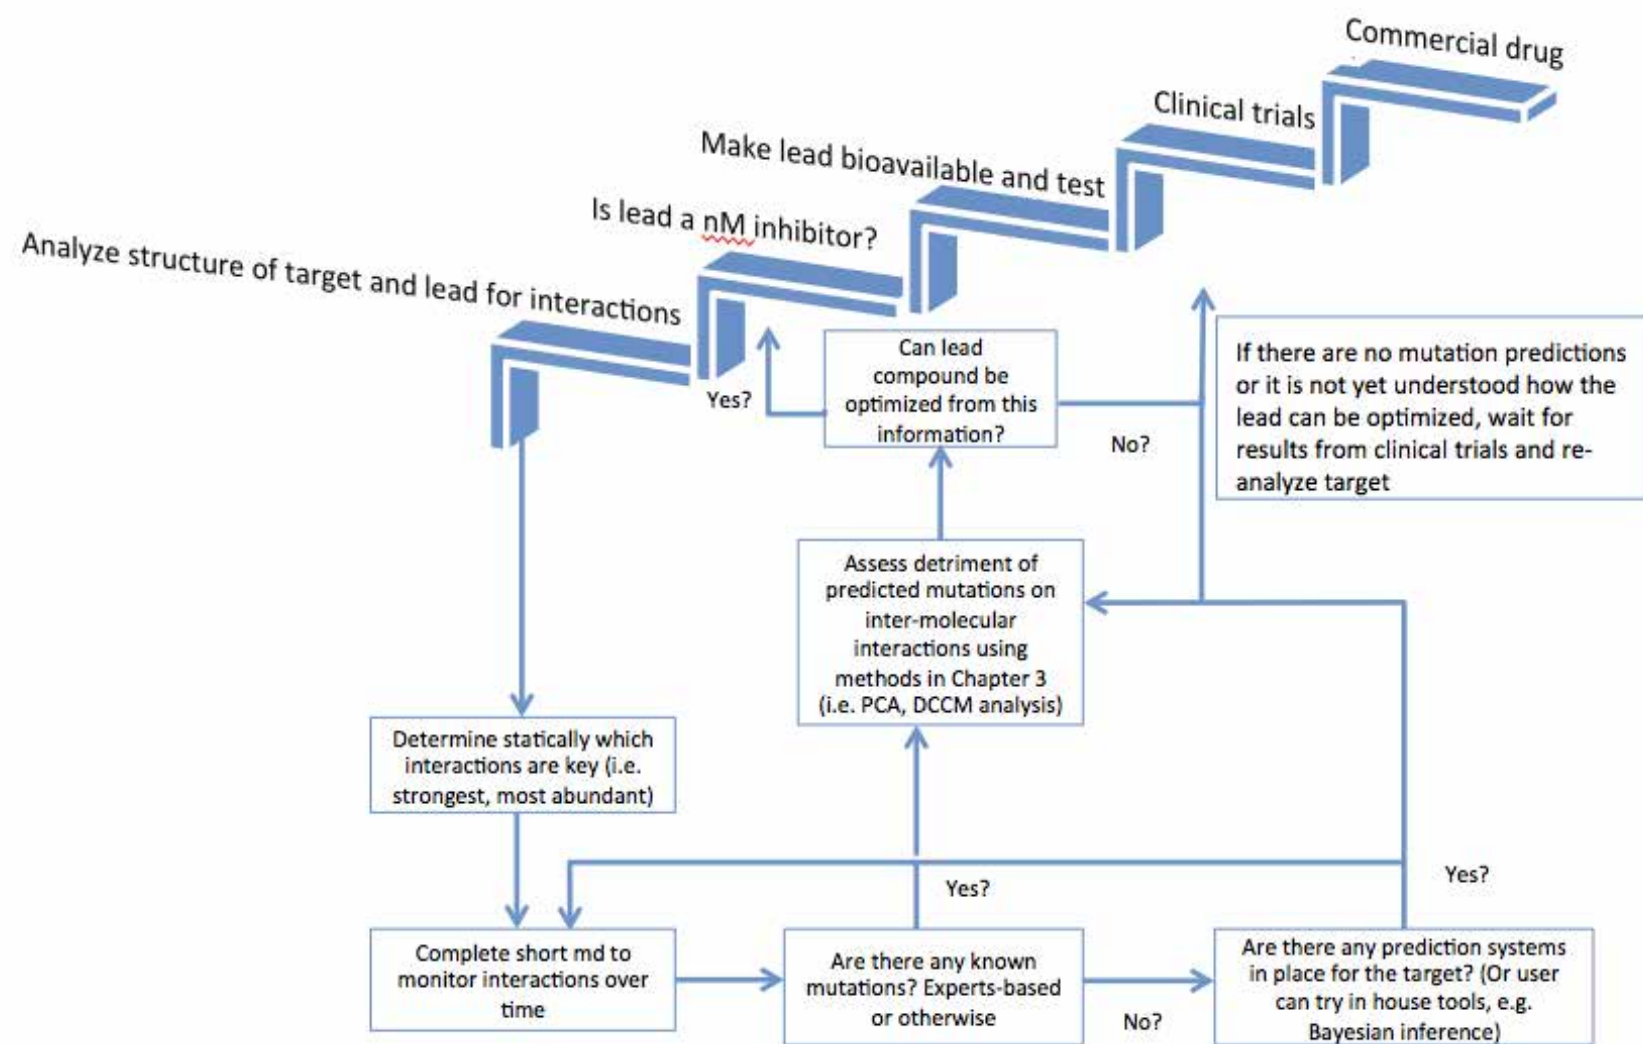 Commercial drug
Clinical trials
Make lead bioavailable and test
Is lead a nM inhibitor?
Analyze structure of target and lead for interactions
Can lead
compound be
optimized from this
information?
Yes?
No?
If there are no mutation predictions
or it is not yet understood how the
lead can be optimized, wait for
results from clinical trials and re-
analyze target
Assess detriment of
predicted mutations on
inter-molecular
interactions using
methods in Chapter 3
(i.e. PCA, DCCM analysis)
Determine statically which
interactions are key (i.e.
strongest, most abundant)
Yes?
Yes?
Complete short md to
monitor interactions over
time
Are there any known
mutations? Experts-based
or otherwise
No?
Are there any prediction systems
in place for the target? (Or user
can try in house tools, e.g.
Bayesian inference)